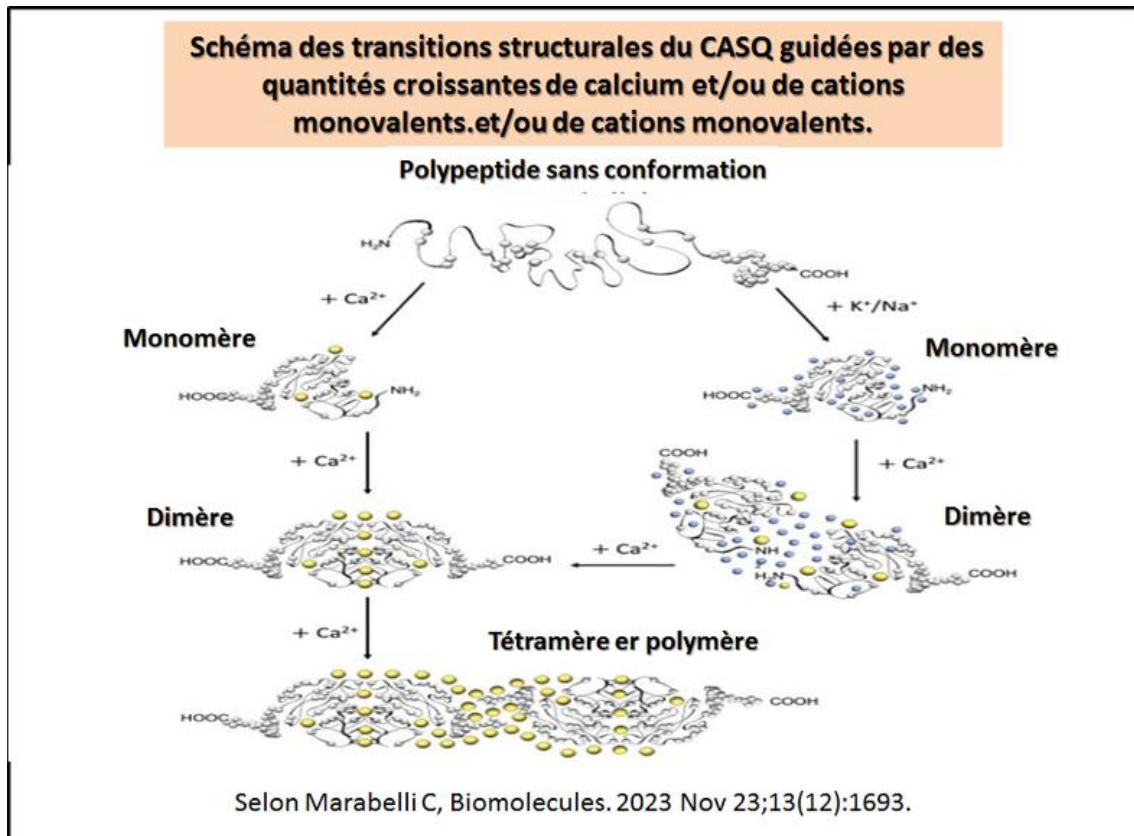 Schéma des transitions structurales du CASQ guidées par des
quantités croissantes de calcium et/ou de cations
monovalents.et/ou de cations monovalents.
Polypeptide sans conformation
H₂N
COOH
+ Ca²⁺
+ K⁺/Na⁺
Monomère
Monomère
HOOC
NH₂
HOOC
NH₂
+ Ca²⁺
+ Ca²⁺
COOH
Dimère
Dimère
HOOC
COOH
+ Ca²⁺
NH
H₂N
COOH
+ Ca²⁺
Tétramère er polymère
HOOC
COOH
Selon Marabelli C, Biomolecules. 2023 Nov 23;13(12):1693.